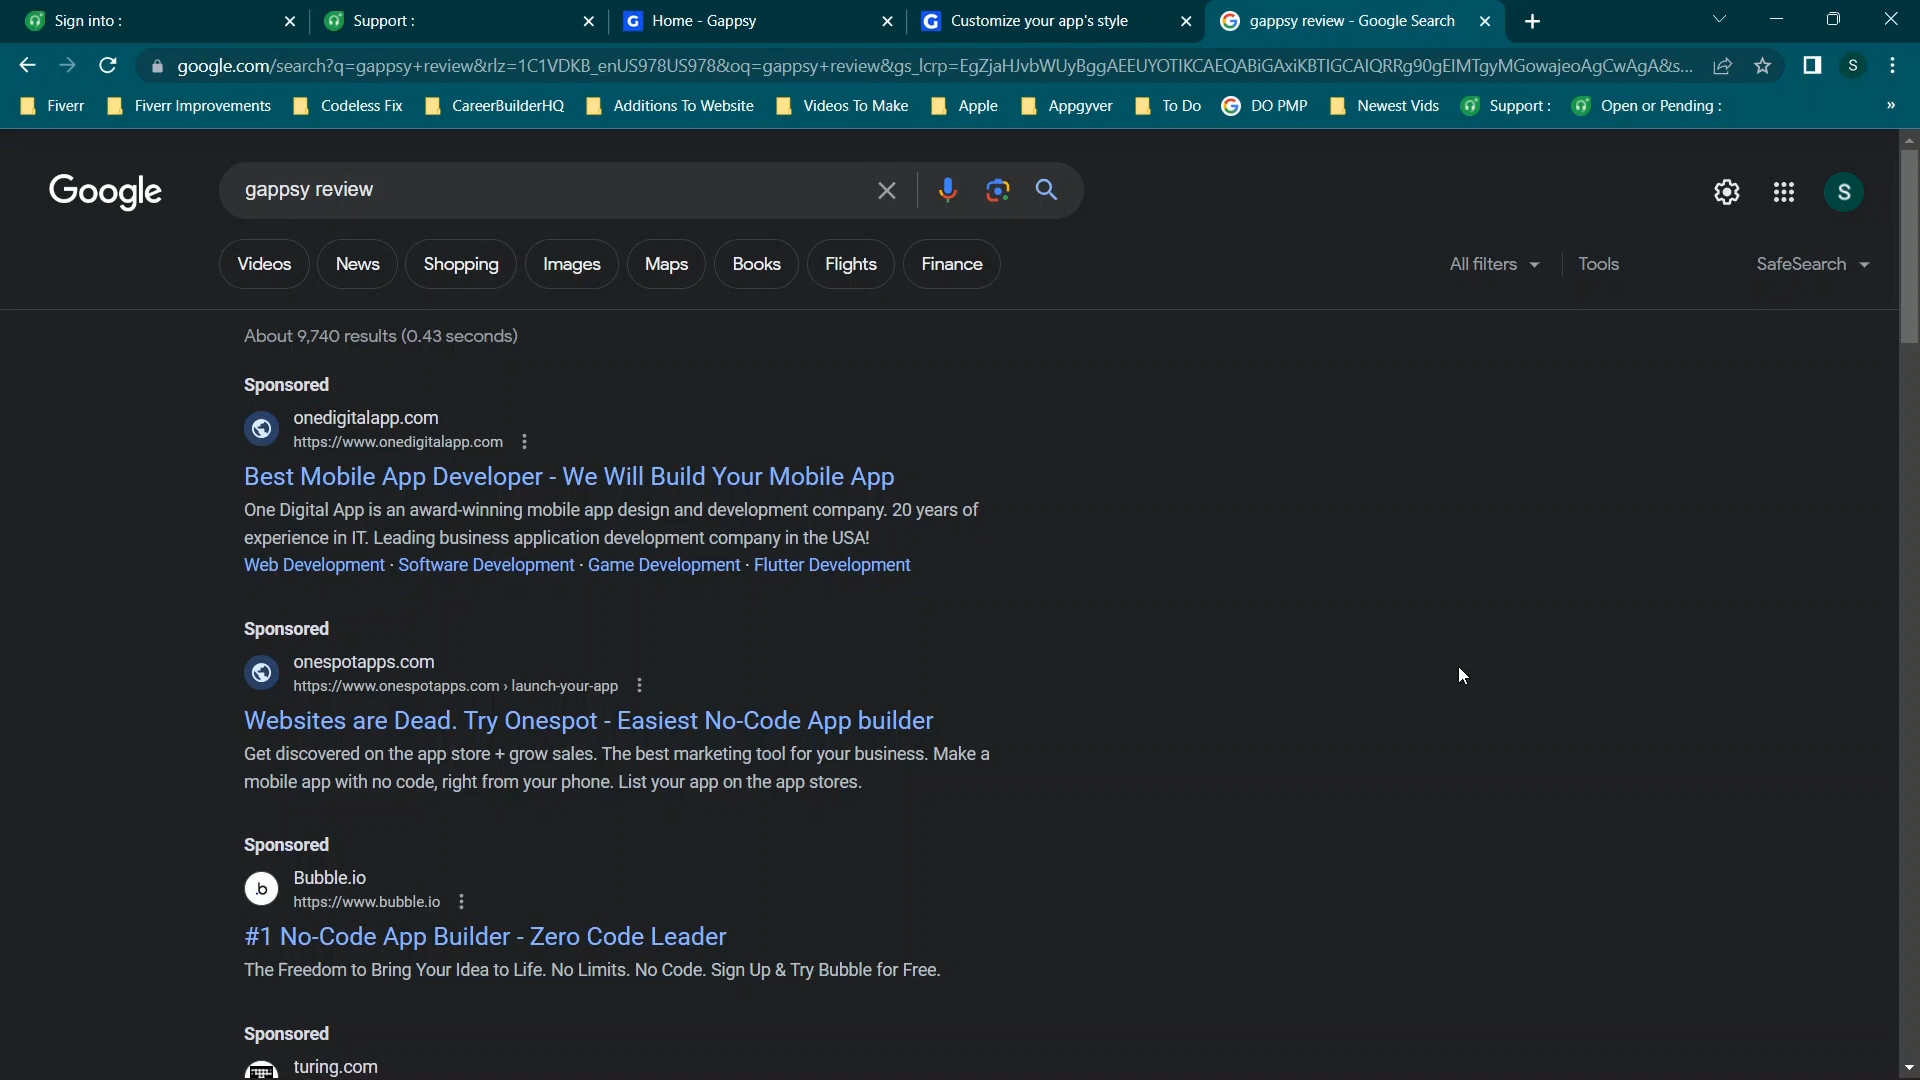 Sign into :
Support :
Home - Gappsy
Customize your app's style
gappsy review - Google Search
google.com/search?q=gappsy+review&rlz=1C1VDKB_enUS978US978&oq=gappsy+review&gs_lcrp=EgZjaHJvbWUyBggAEEUYOTIKCAEQABiGAxiKBTIGCAIQRRg90gEIMTgyMGowajeoAgCwAgA&s...
S
Fiverr
Fiverr Improvements
Codeless Fix
CareerBuilderHQ
Additions To Website
Videos To Make
Apple
Appgyver
To Do
DO PMP
Newest Vids
Support :
Open or Pending :
»
Google
gappsy review
S
Videos
News
Shopping
Images
Maps
Books
Flights
Finance
All filters
Tools
SafeSearch
About 9,740 results (0.43 seconds)
Sponsored
onedigitalapp.com
https://www.onedigitalapp.com
Best Mobile App Developer - We Will Build Your Mobile App
One Digital App is an award-winning mobile app design and development company. 20 years of
experience in IT. Leading business application development company in the USA!
Web Development · Software Development · Game Development · Flutter Development
Sponsored
onespotapps.com
https://www.onespotapps.com › launch-your-app
Websites are Dead. Try Onespot - Easiest No-Code App builder
Get discovered on the app store + grow sales. The best marketing tool for your business. Make a
mobile app with no code, right from your phone. List your app on the app stores.
Sponsored
.b
Bubble.io
https://www.bubble.io
#1 No-Code App Builder - Zero Code Leader
The Freedom to Bring Your Idea to Life. No Limits. No Code. Sign Up & Try Bubble for Free.
Sponsored
turing.com